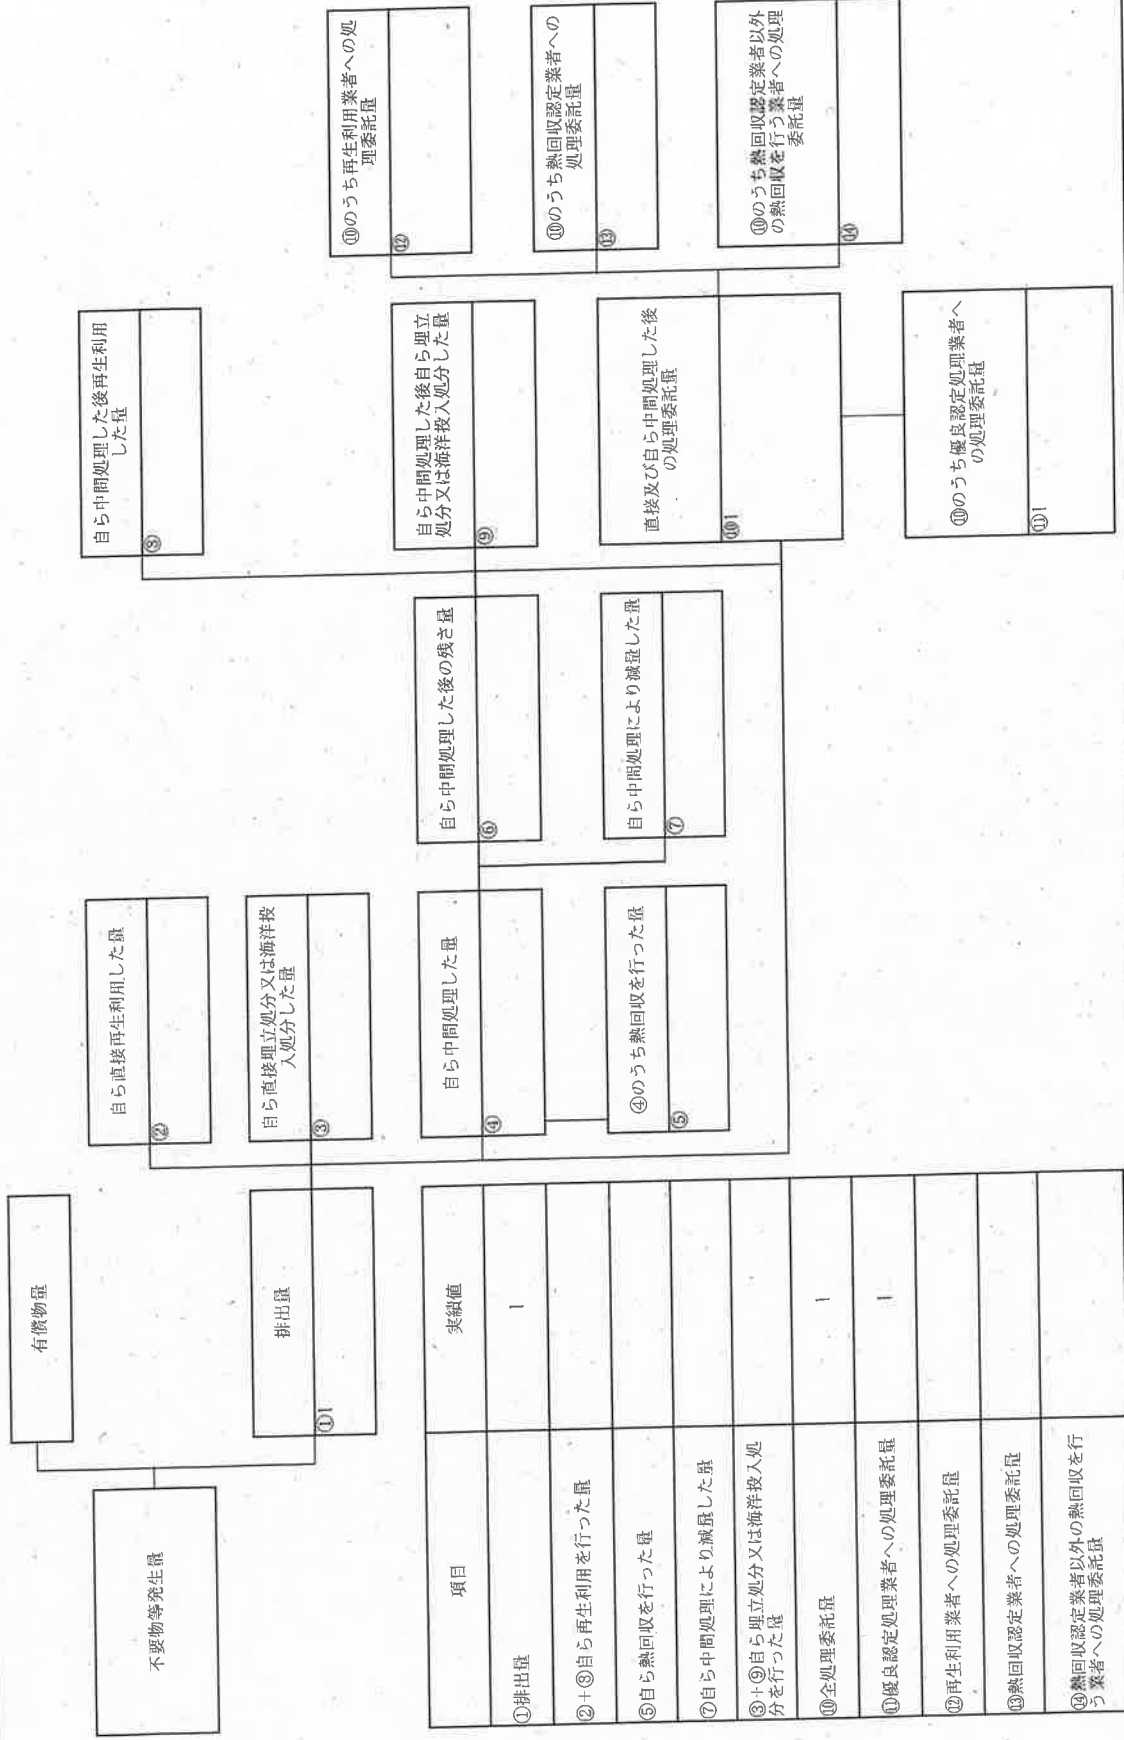 不要物等発生量
有償物量
排出量
①1
自ら直接再生利用した量
②
自ら直接埋立処分又は海洋投
入処分した量
③
自ら中間処理した量
④
④のうち熱回収を行った量
⑤
自ら中間処理した後の残さ量
⑥
自ら中間処理により減量した量
⑦
自ら中間処理した後再生利用
した量
⑧
自ら中間処理した後自ら埋立
処分又は海洋投入処分した量
⑨
直接及び自ら中間処理した後
の処理委託量
⑩1
⑩のうち優良認定処理業者へ
の処理委託量
⑪1
⑩のうち再生利用業者への処
理委託量
⑫
⑩のうち熱回収認定業者への
処理委託量
⑬
⑩のうち熱回収認定業者以外
の熱回収を行う業者への処理
委託量
⑭
項目 実績値
①排出量 1
②+⑧自ら再生利用を行った量
⑤自ら熱回収を行った量
⑦自ら中間処理により減量した量
③+⑨自ら埋立処分又は海洋投入処
分を行った量
⑩全処理委託量 1
⑪優良認定処理業者への処理委託量 1
⑫再生利用業者への処理委託量
⑬熱回収認定業者への処理委託量
⑭熱回収認定業者以外の熱回収を行
う業者への処理委託量